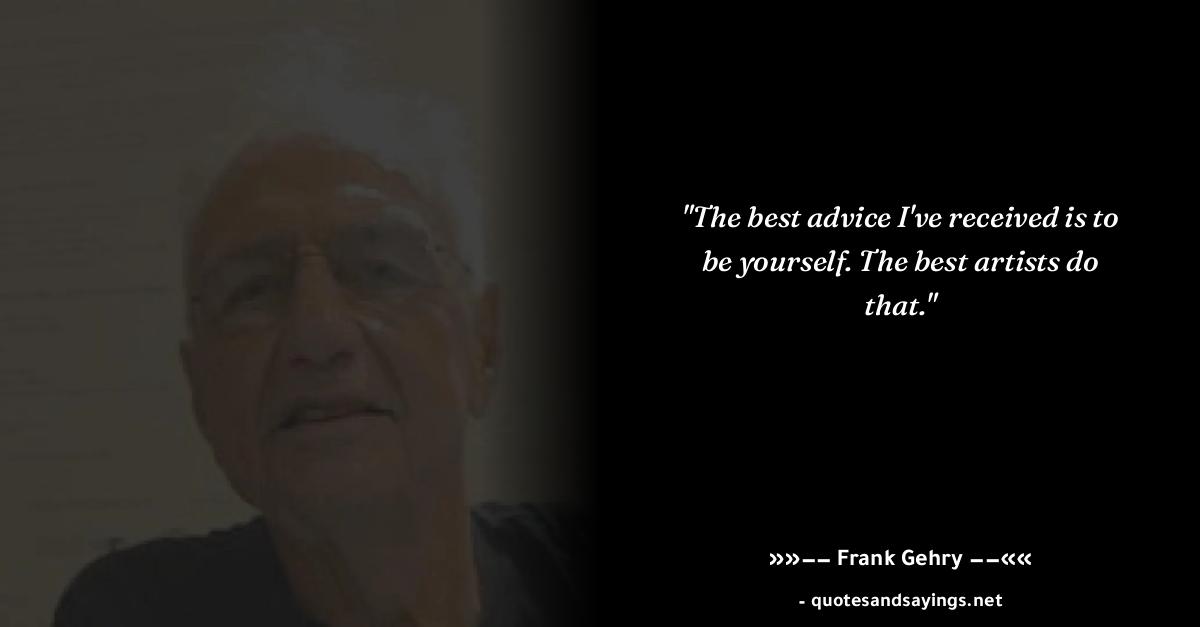 "The best advice I've received is to
be yourself. The best artists do
that."
»»−− Frank Gehry −−««
- quotesandsayings.net